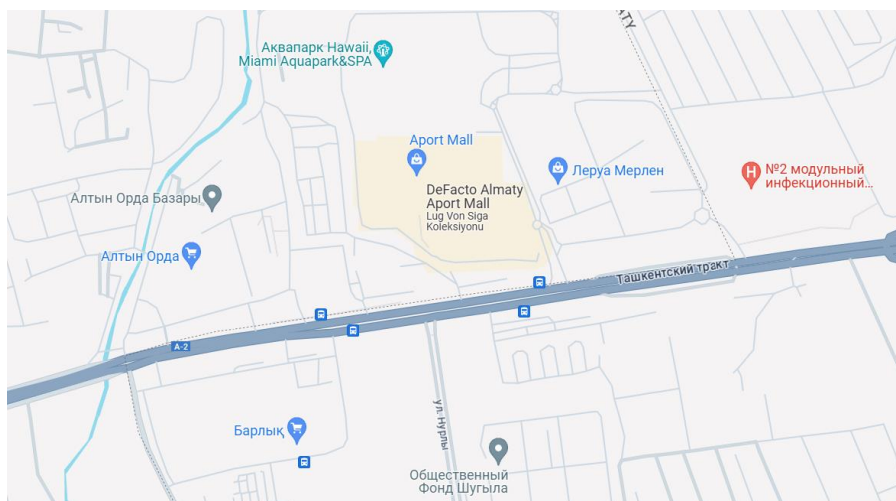 ATY
Аквапарк Hawaii,
Miami Aquapark&SPA
Aport Mall
Леруа Мерлен
№2 модульный
инфекционный...
DeFacto Almaty
Aport Mall
Lug Von Siga
Koleksiyonu
Алтын Орда Базары
Алтын Орда
Ташкентский тракт
A-2
ул. Нурлы
Барлық
Общественный
Фонд Шугыла